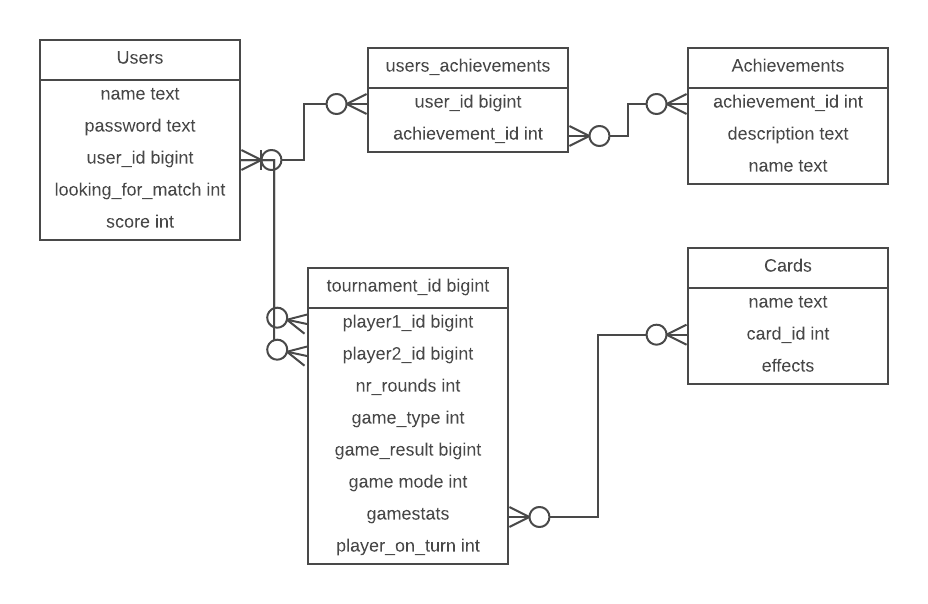 Users
name text
password text
user_id bigint
looking_for_match int
score int
users_achievements
user_id bigint
achievement_id int
Achievements
achievement_id int
description text
name text
tournament_id bigint
player1_id bigint
player2_id bigint
nr_rounds int
game_type int
game_result bigint
game mode int
gamestats
player_on_turn int
Cards
name text
card_id int
effects